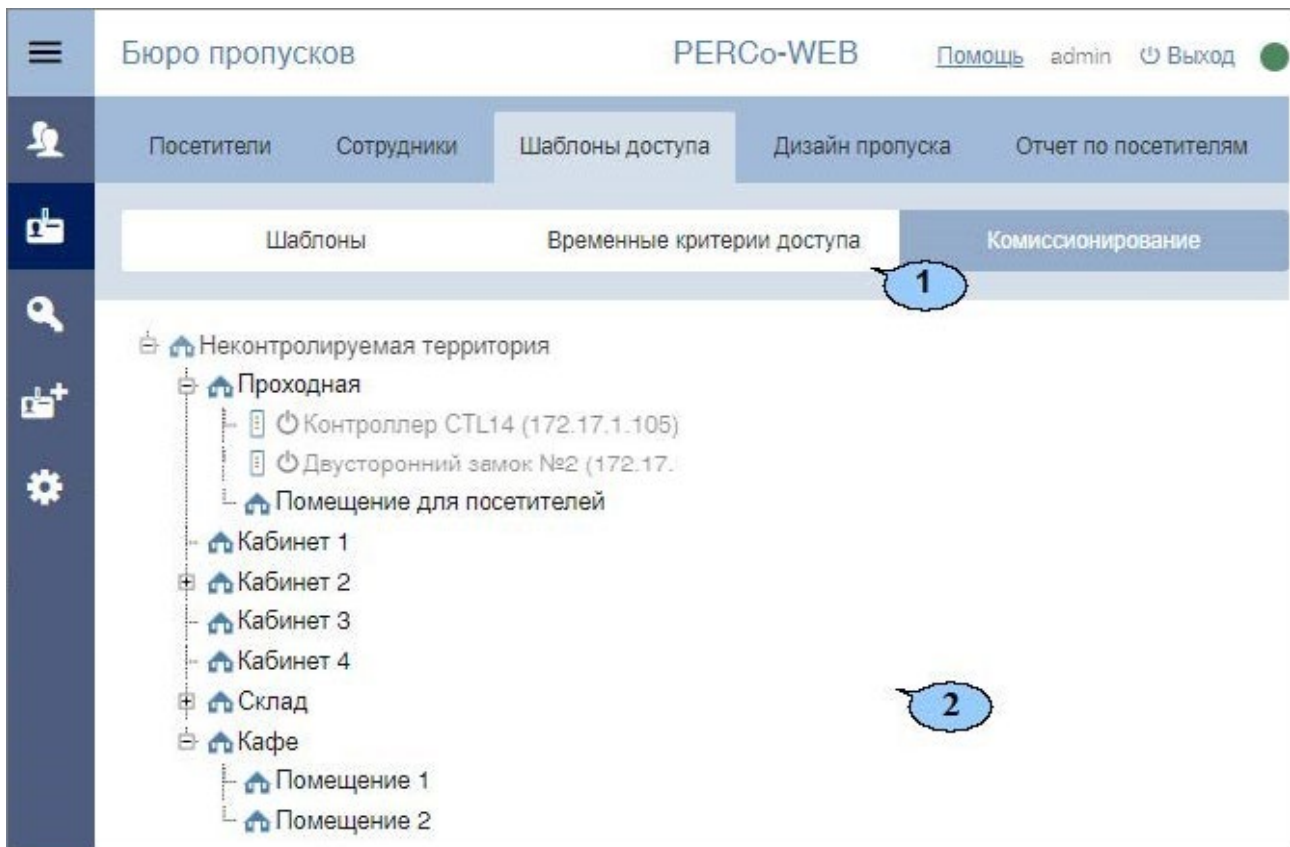 Бюро пропусков PERCo-WEB Помощь admin Выход
Посетители Сотрудники Шаблоны доступа Дизайн пропуска Отчет по посетителям
Шаблоны Временные критерии доступа Комиссионирование
1
Неконтролируемая территория
Проходная
Контроллер CTL14 (172.17.1.105)
Двусторонний замок №2 (172.17.
Помещение для посетителей
Кабинет 1
Кабинет 2
Кабинет 3
Кабинет 4
Склад
2
Кафе
Помещение 1
Помещение 2